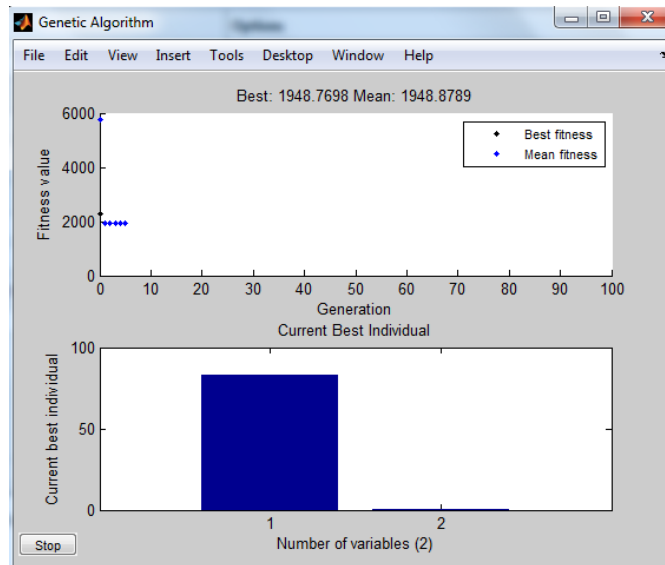 Genetic Algorithm
File Edit View Insert Tools Desktop Window Help
Best: 1948.7698 Mean: 1948.8789
6000
4000
2000
0
Fitness value
Best fitness
Mean fitness
0 10 20 30 40 50 60 70 80 90 100
Generation
Current Best Individual
100
50
0
Current best individual
1 2
Number of variables (2)
Stop